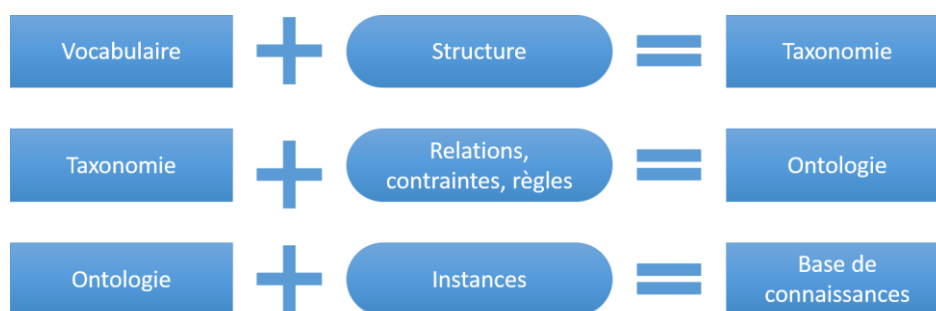 Vocabulaire + Structure = Taxonomie
Taxonomie + Relations,
contraintes, règles = Ontologie
Ontologie + Instances = Base de
connaissances